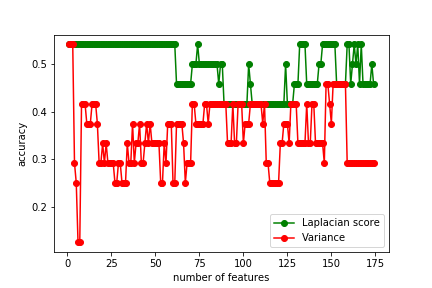 0.5
0.4
0.3
0.2
accuracy
0 25 50 75 100 125 150 175
number of features
Laplacian score
Variance